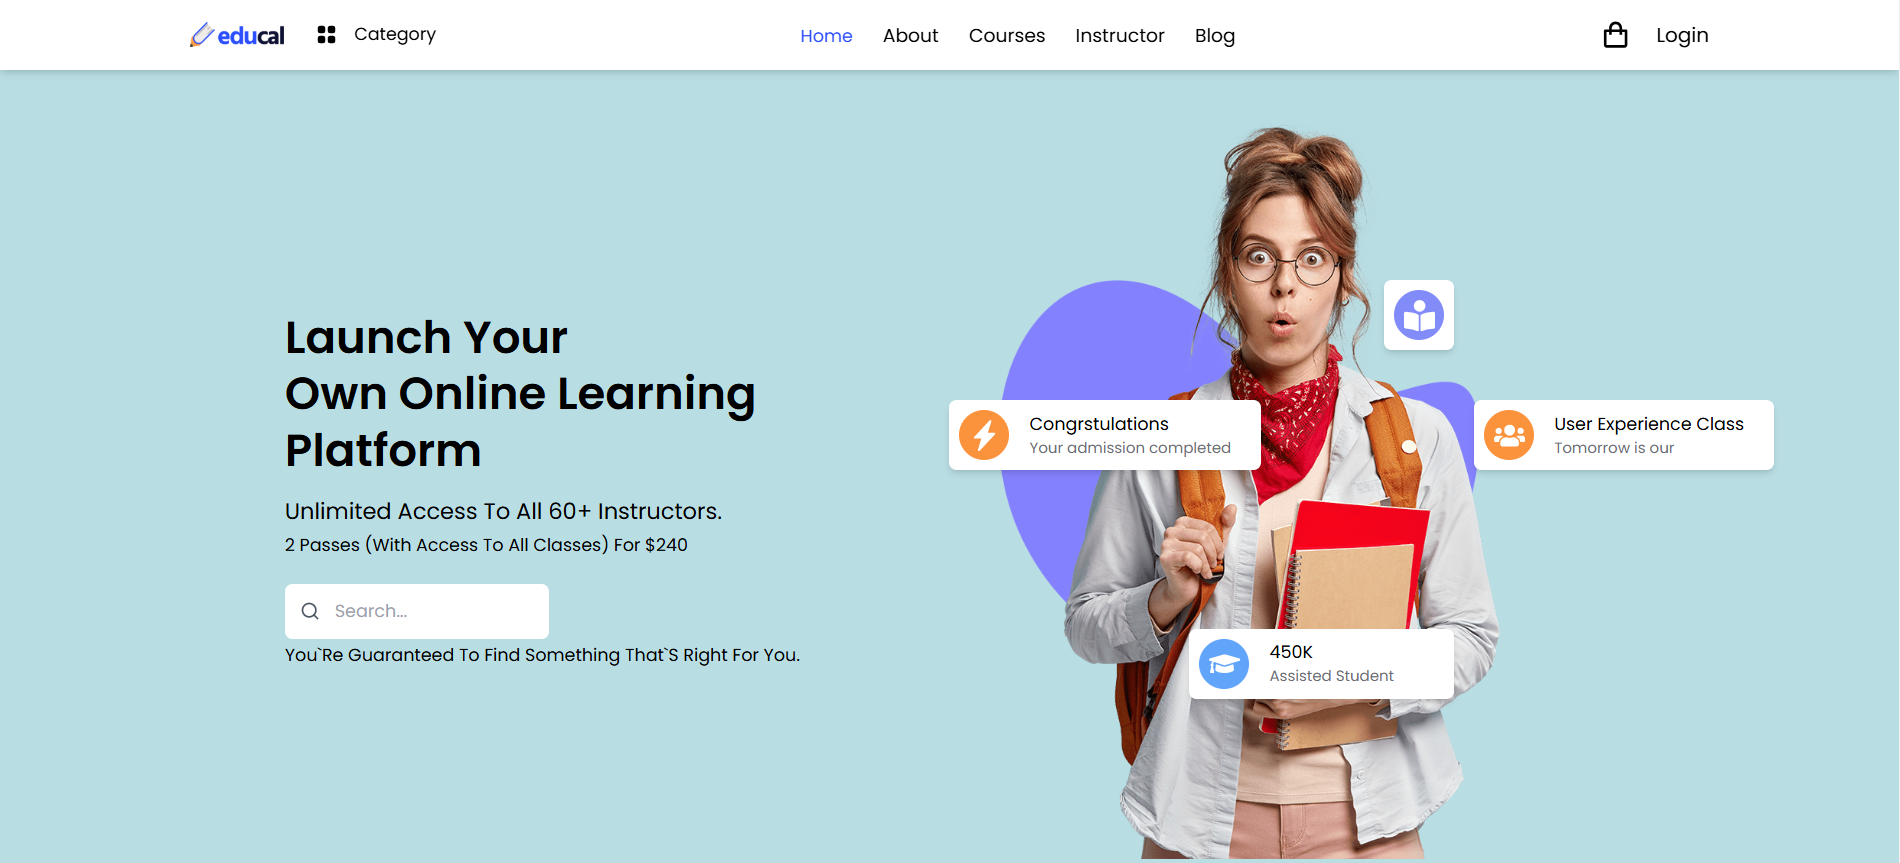 educal
Category
Home
About
Courses
Instructor
Blog
Login
Launch Your
Own Online Learning
Platform
Unlimited Access To All 60+ Instructors.
2 Passes (With Access To All Classes) For $240
Search...
You`Re Guaranteed To Find Something That`S Right For You.
Congrstulations
Your admission completed
User Experience Class
Tomorrow is our
450K
Assisted Student